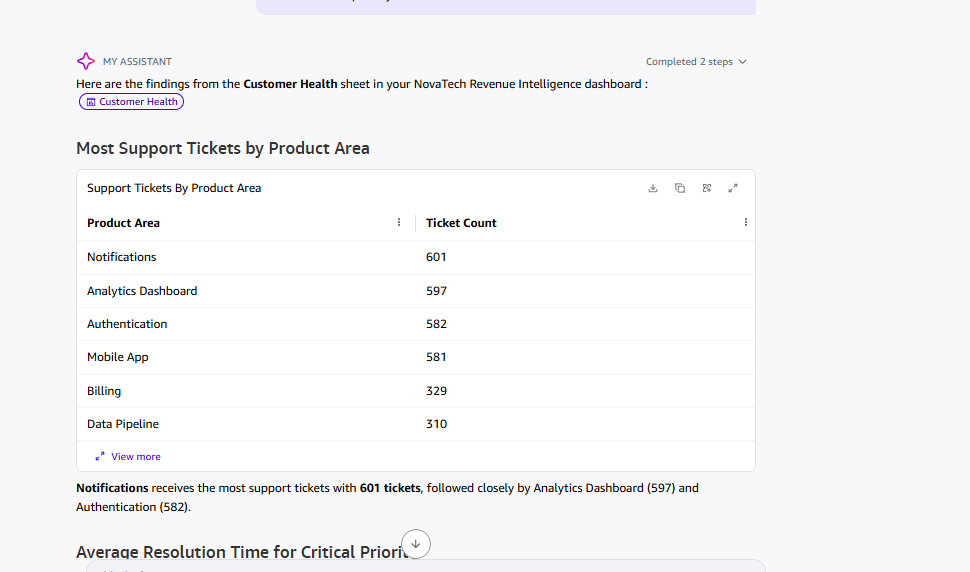 MY ASSISTANT
Completed 2 steps
Here are the findings from the Customer Health sheet in your NovaTech Revenue Intelligence dashboard :
Customer Health
Most Support Tickets by Product Area
Support Tickets By Product Area
Product Area Ticket Count
Notifications 601
Analytics Dashboard 597
Authentication 582
Mobile App 581
Billing 329
Data Pipeline 310
View more
Notifications receives the most support tickets with 601 tickets, followed closely by Analytics Dashboard (597) and
Authentication (582).
Average Resolution Time for Critical